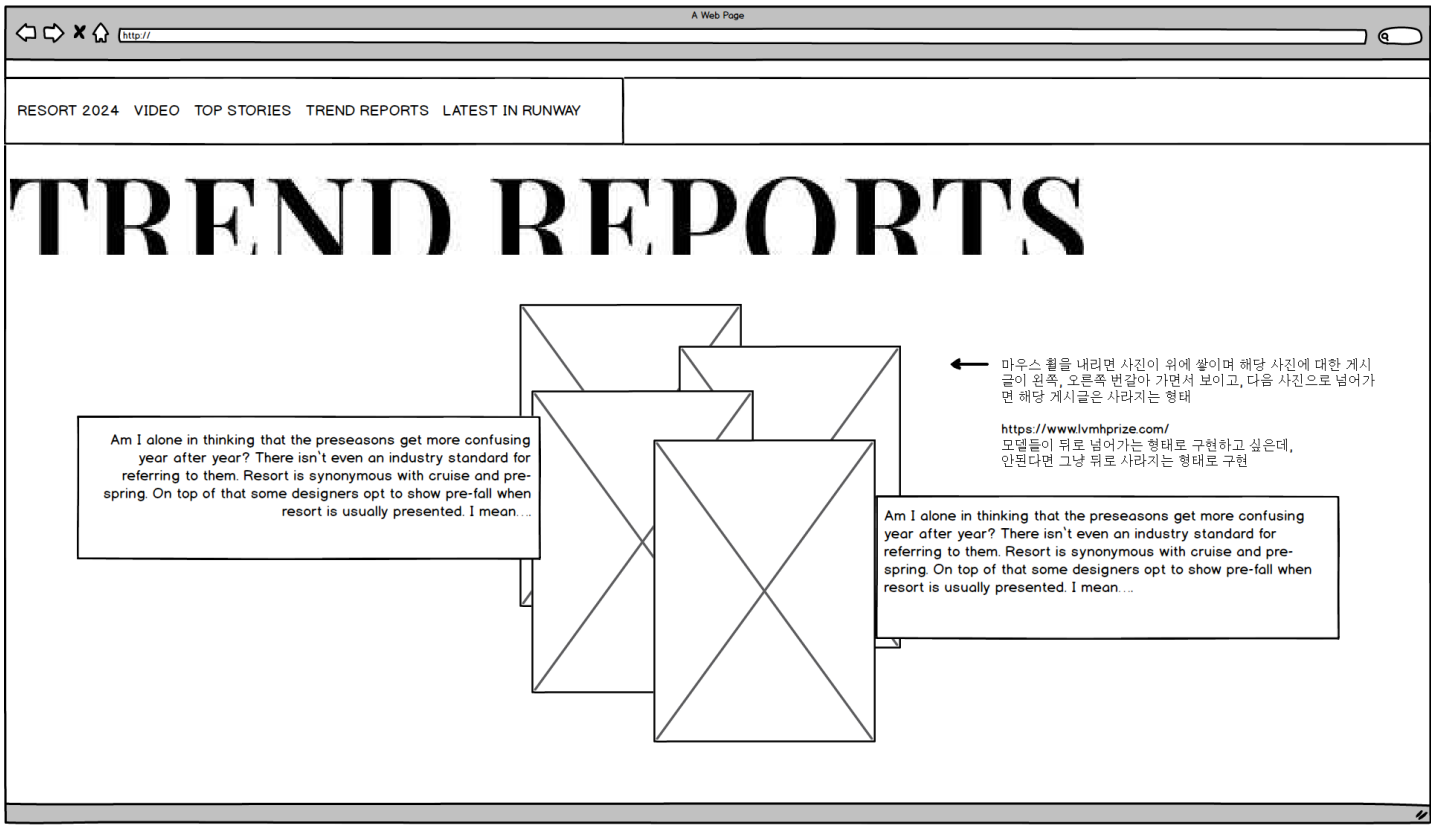 A Web Page
http://
RESORT 2024 VIDEO TOP STORIES TREND REPORTS LATEST IN RUNWAY
TREND REPORTS
마우스 휠을 내리면 사진이 위에 쌓이며 해당 사진에 대한 게시
글이 왼쪽, 오른쪽 번갈아 가면서 보이고, 다음 사진으로 넘어가
면 해당 게시글은 사라지는 형태
https://www.lvmhprize.com/
모델들이 뒤로 넘어가는 형태로 구현하고 싶은데,
안된다면 그냥 뒤로 사라지는 형태로 구현
Am I alone in thinking that the preseasons get more confusing
year after year? There isn`t even an industry standard for
referring to them. Resort is synonymous with cruise and pre-
spring. On top of that some designers opt to show pre-fall when
resort is usually presented. I mean....
Am I alone in thinking that the preseasons get more confusing
year after year? There isn`t even an industry standard for
referring to them. Resort is synonymous with cruise and pre-
spring. On top of that some designers opt to show pre-fall when
resort is usually presented. I mean....